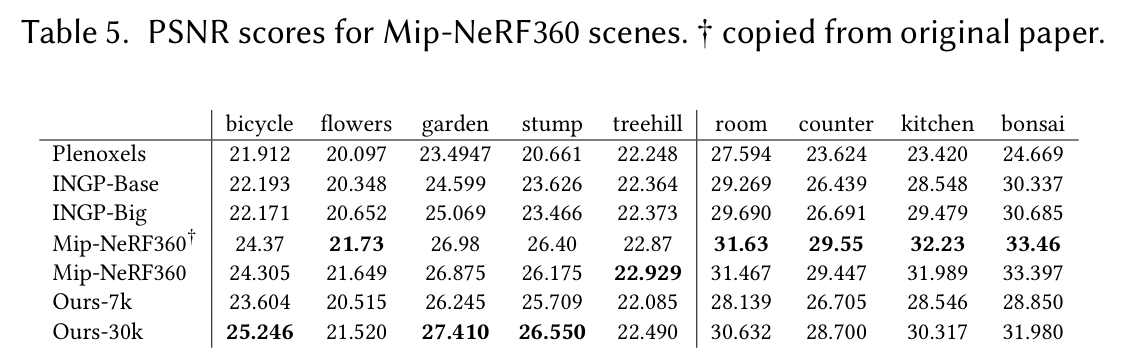 Table 5. PSNR scores for Mip-NeRF360 scenes. † copied from original paper.
bicycle flowers garden stump treehill room counter kitchen bonsai
Plenoxels 21.912 20.097 23.4947 20.661 22.248 27.594 23.624 23.420 24.669
INGP-Base 22.193 20.348 24.599 23.626 22.364 29.269 26.439 28.548 30.337
INGP-Big 22.171 20.652 25.069 23.466 22.373 29.690 26.691 29.479 30.685
Mip-NeRF360† 24.37 21.73 26.98 26.40 22.87 31.63 29.55 32.23 33.46
Mip-NeRF360 24.305 21.649 26.875 26.175 22.929 31.467 29.447 31.989 33.397
Ours-7k 23.604 20.515 26.245 25.709 22.085 28.139 26.705 28.546 28.850
Ours-30k 25.246 21.520 27.410 26.550 22.490 30.632 28.700 30.317 31.980